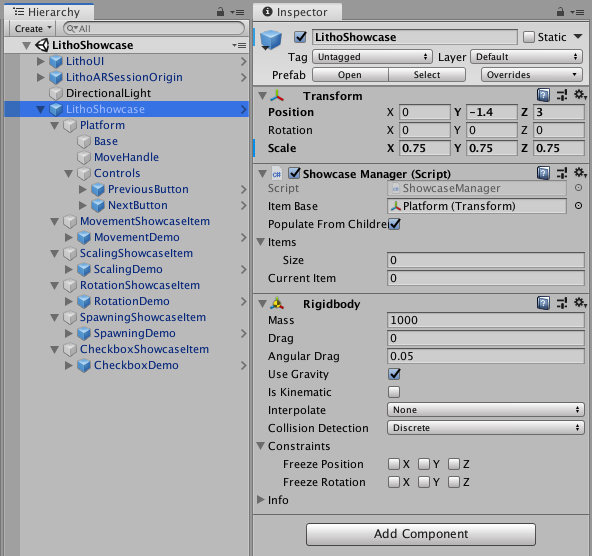 Hierarchy
Create
All
LithoShowcase
LithoUI
LithoARSessionOrigin
DirectionalLight
LithoShowcase
Platform
Base
MoveHandle
Controls
PreviousButton
NextButton
MovementShowcaseItem
MovementDemo
ScalingShowcaseItem
ScalingDemo
RotationShowcaseItem
RotationDemo
SpawningShowcaseItem
SpawningDemo
CheckboxShowcaseItem
CheckboxDemo
Inspector
LithoShowcase Static
Tag Untagged Layer Default
Prefab Open Select Overrides
Transform
Position X 0 Y -1.4 Z 3
Rotation X 0 Y 0 Z 0
Scale X 0.75 Y 0.75 Z 0.75
Showcase Manager (Script)
Script ShowcaseManager
Item Base Platform (Transform)
Populate From Children
Items
Size 0
Current Item 0
Rigidbody
Mass 1000
Drag 0
Angular Drag 0.05
Use Gravity
Is Kinematic
Interpolate None
Collision Detection Discrete
Constraints
Freeze Position X Y Z
Freeze Rotation X Y Z
Info
Add Component